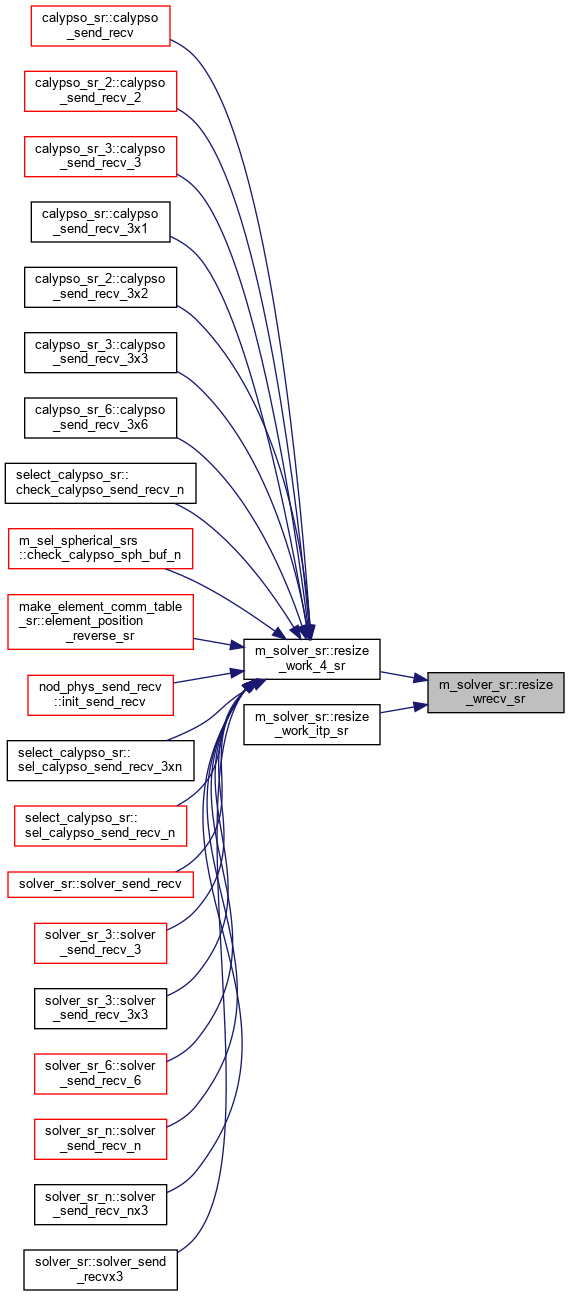 calypso_sr::calypso
_send_recv
calypso_sr_2::calypso
_send_recv_2
calypso_sr_3::calypso
_send_recv_3
calypso_sr::calypso
_send_recv_3x1
calypso_sr_2::calypso
_send_recv_3x2
calypso_sr_3::calypso
_send_recv_3x3
calypso_sr_6::calypso
_send_recv_3x6
select_calypso_sr::
check_calypso_send_recv_n
m_sel_spherical_srs
::check_calypso_sph_buf_n
make_element_comm_table
_sr::element_position
_reverse_sr
nod_phys_send_recv
::init_send_recv
select_calypso_sr::
sel_calypso_send_recv_3xn
select_calypso_sr::
sel_calypso_send_recv_n
solver_sr::solver_send_recv
solver_sr_3::solver
_send_recv_3
solver_sr_3::solver
_send_recv_3x3
solver_sr_6::solver
_send_recv_6
solver_sr_n::solver
_send_recv_n
solver_sr_n::solver
_send_recv_nx3
solver_sr::solver_send
_recvx3
m_solver_sr::resize
_work_4_sr
m_solver_sr::resize
_work_itp_sr
m_solver_sr::resize
_wrecv_sr